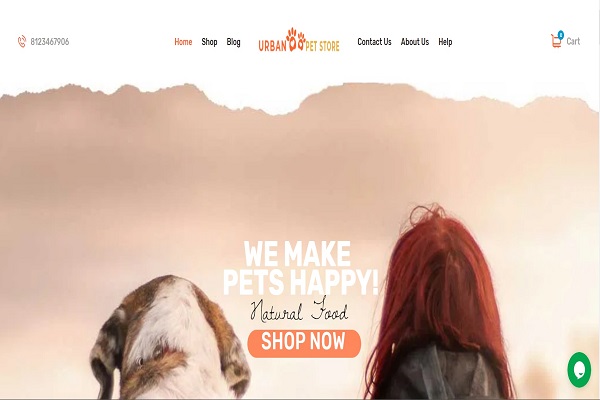 8123467906
Home Shop Blog
URBAN PET STORE
Contact Us About Us Help
0
Cart
WE MAKE
PETS HAPPY!
Natural Food
SHOP NOW